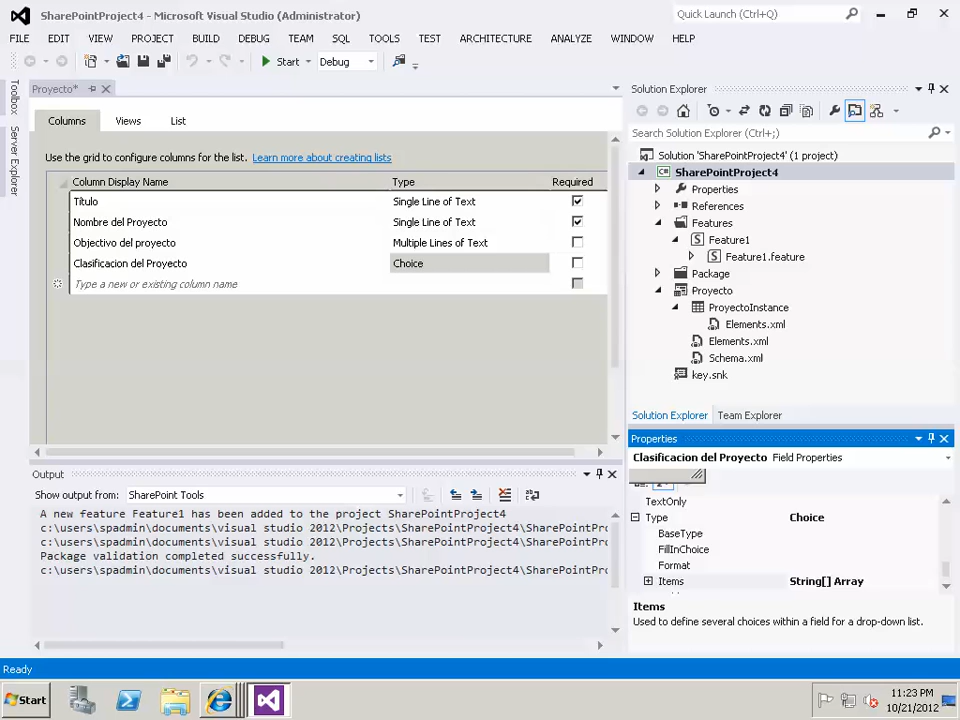 SharePointProject4 - Microsoft Visual Studio (Administrator)
Quick Launch (Ctrl+Q)
FILE EDIT VIEW PROJECT BUILD DEBUG TEAM SQL TOOLS TEST ARCHITECTURE ANALYZE WINDOW HELP
Start Debug
Toolbox
Server Explorer
Proyecto*
Columns Views List
Use the grid to configure columns for the list. Learn more about creating lists
Column Display Name Type Required
Título Single Line of Text
Nombre del Proyecto Single Line of Text
Objectivo del proyecto Multiple Lines of Text
Clasificacion del Proyecto Choice
Type a new or existing column name
Output
Show output from: SharePoint Tools
A new feature Feature1 has been added to the project SharePointProject4
c:\users\spadmin\documents\visual studio 2012\Projects\SharePointProject4\SharePointPro
c:\users\spadmin\documents\visual studio 2012\Projects\SharePointProject4\SharePointPro
Package validation completed successfully.
c:\users\spadmin\documents\visual studio 2012\Projects\SharePointProject4\SharePointPro
Solution Explorer
Search Solution Explorer (Ctrl+;)
Solution 'SharePointProject4' (1 project)
SharePointProject4
Properties
References
Features
Feature1
Feature1.feature
Package
Proyecto
ProyectoInstance
Elements.xml
Elements.xml
Schema.xml
key.snk
Solution Explorer Team Explorer
Properties
Clasificacion del Proyecto Field Properties
TextOnly
Type Choice
BaseType
FillInChoice
Format
Items String[] Array
Items
Used to define several choices within a field for a drop-down list.
Ready
Start
11:23 PM
10/21/2012